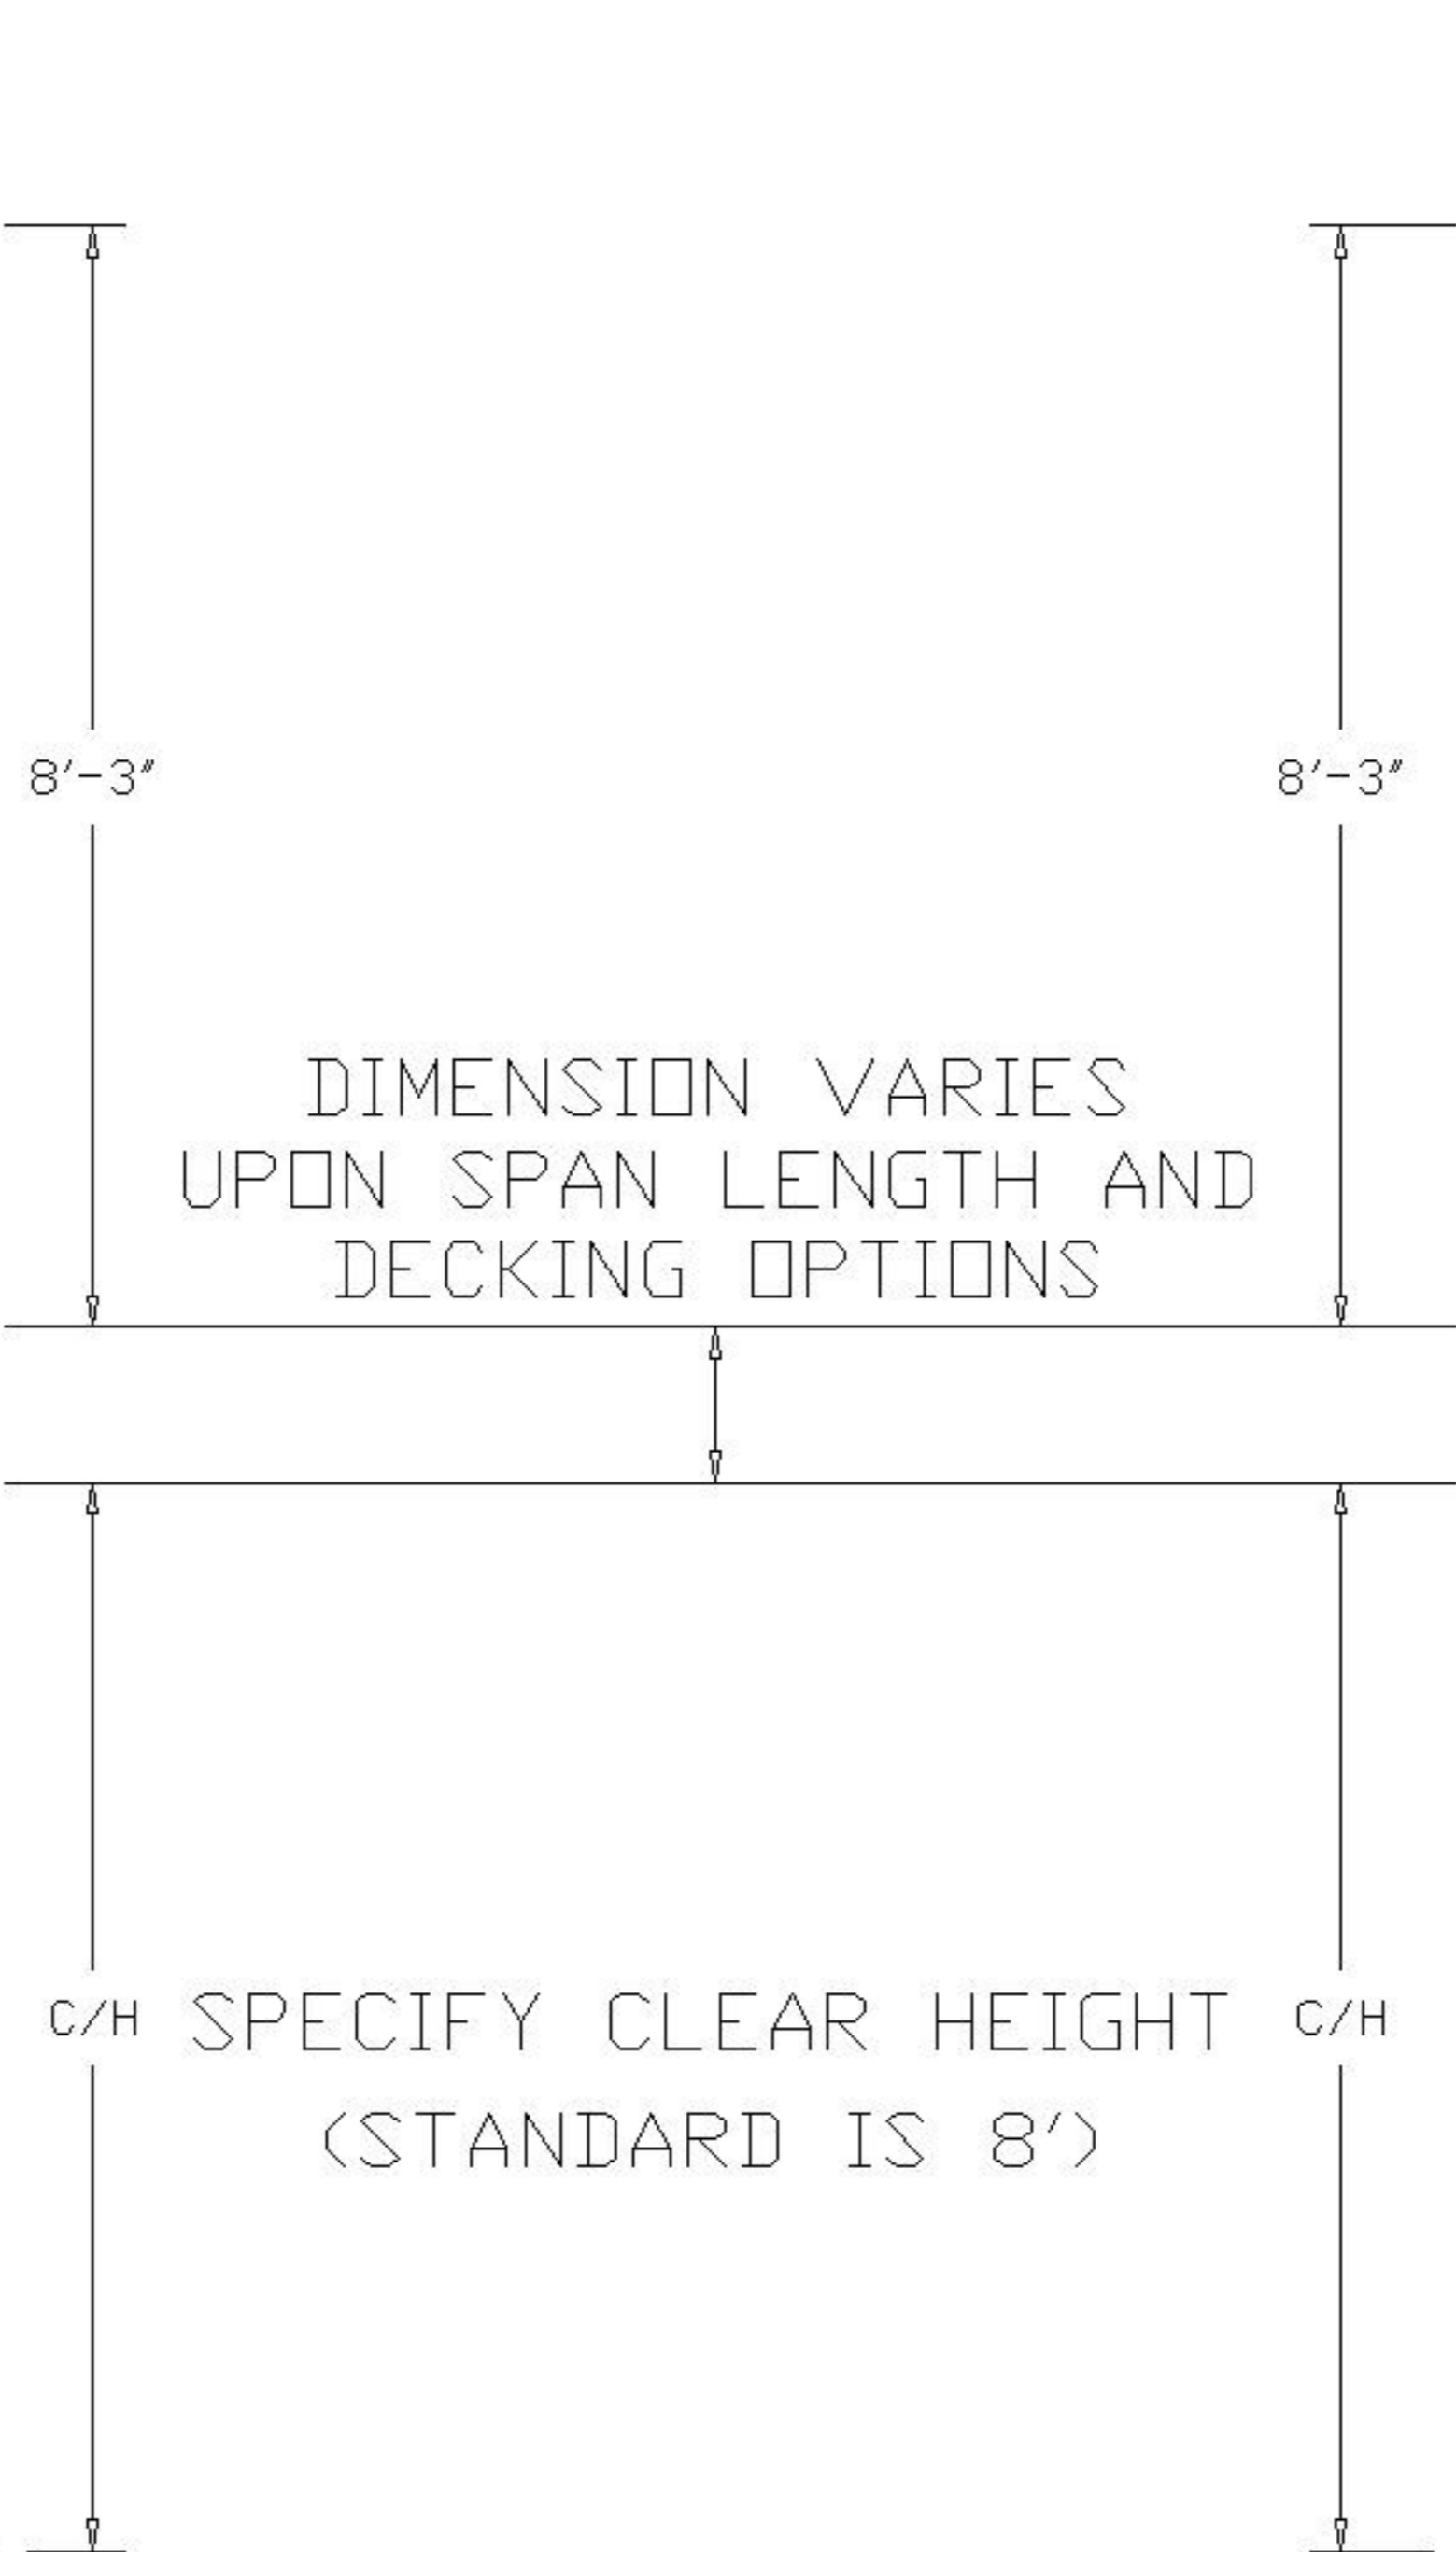 8'-3" 8'-3"
DIMENSION VARIES
UPON SPAN LENGTH AND
DECKING OPTIONS
C/H SPECIFY CLEAR HEIGHT C/H
(STANDARD IS 8')